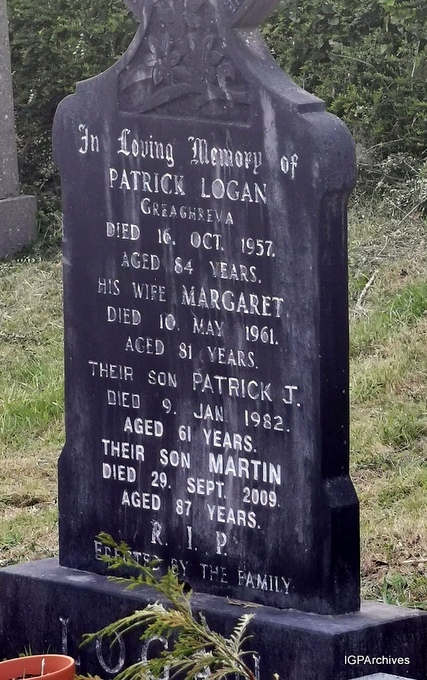 In Loving Memory of
PATRICK LOGAN
GREAGHREVA
DIED 16. OCT. 1957.
AGED 84 YEARS.
HIS WIFE MARGARET
DIED 10. MAY 1961.
AGED 81 YEARS.
THEIR SON PATRICK J.
DIED 9. JAN 1982.
AGED 61 YEARS.
THEIR SON MARTIN
DIED 29. SEPT. 2009.
AGED 87 YEARS.
R. I. P.
ERECTED BY THE FAMILY
LOGAN
IGPArchives